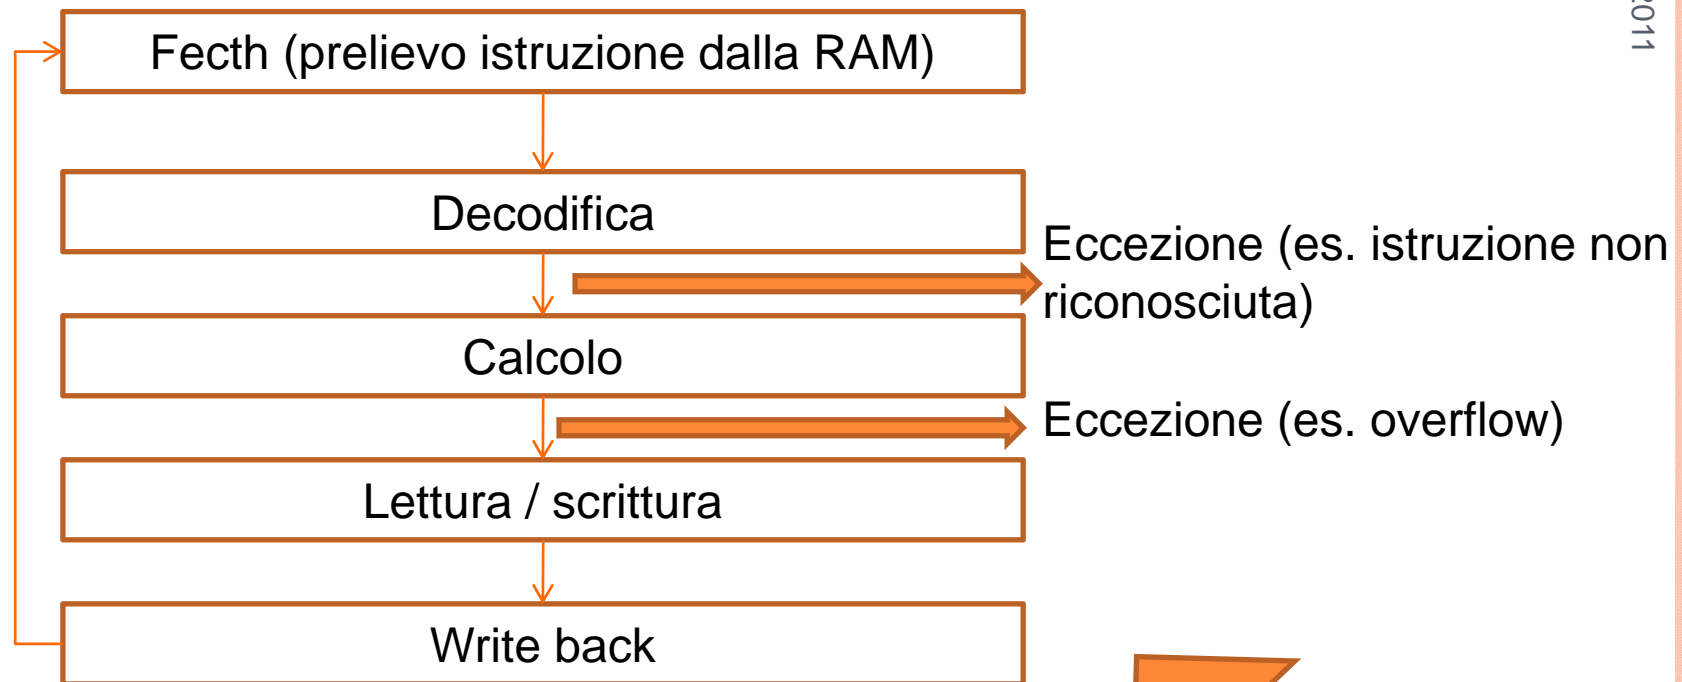 Fecth (prelievo istruzione dalla RAM)
Decodifica
Eccezione (es. istruzione non
riconosciuta)
Calcolo
Eccezione (es. overflow)
Lettura / scrittura
Write back
2011